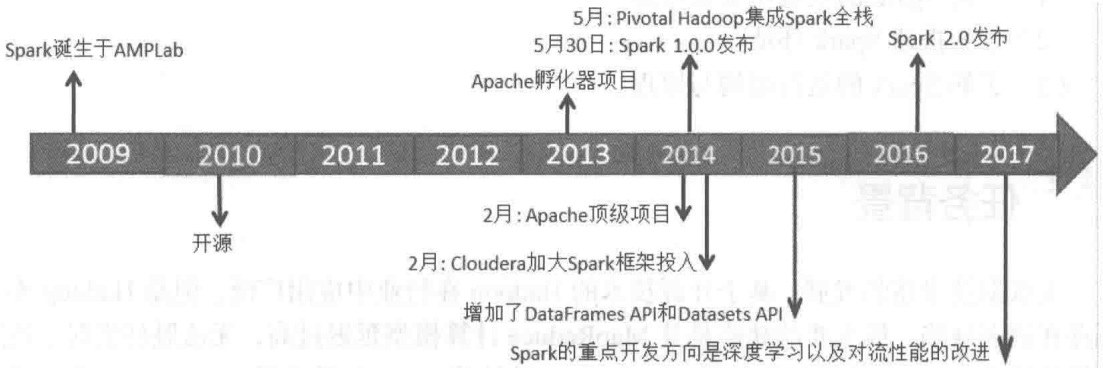 5月: Pivotal Hadoop集成Spark全栈
Spark诞生于AMPLab
5月30日: Spark 1.0.0发布
Spark 2.0发布
Apache孵化器项目
2009 2010 2011 2012 2013 2014 2015 2016 2017
2月: Apache顶级项目
开源
2月: Cloudera加大Spark框架投入
增加了DataFrames API和Datasets API
Spark的重点开发方向是深度学习以及对流性能的改进